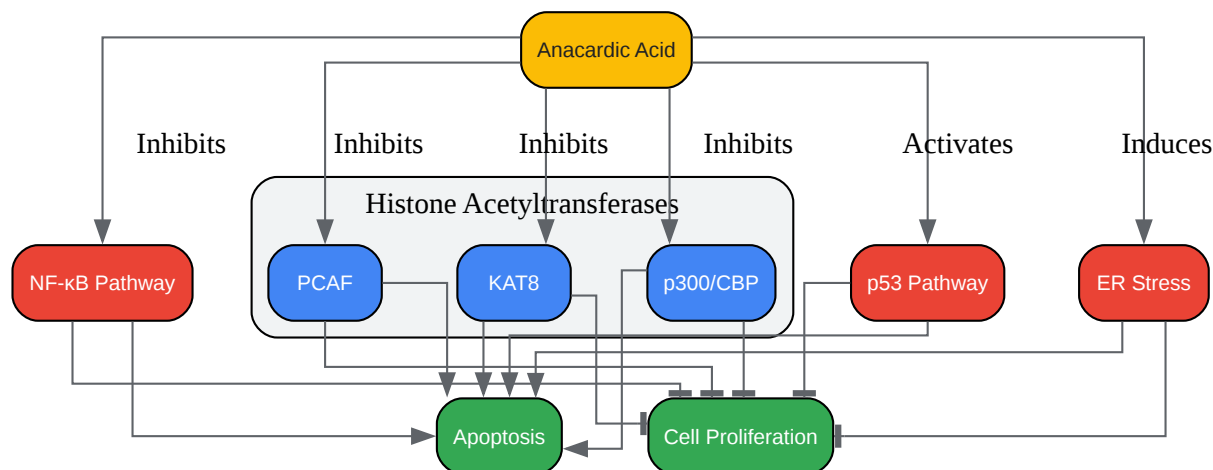 Anacardic Acid
Inhibits
Inhibits
Inhibits
Inhibits
Activates
Induces
Histone Acetyltransferases
NF-κB Pathway
PCAF
KAT8
p300/CBP
p53 Pathway
ER Stress
Apoptosis
Cell Proliferation